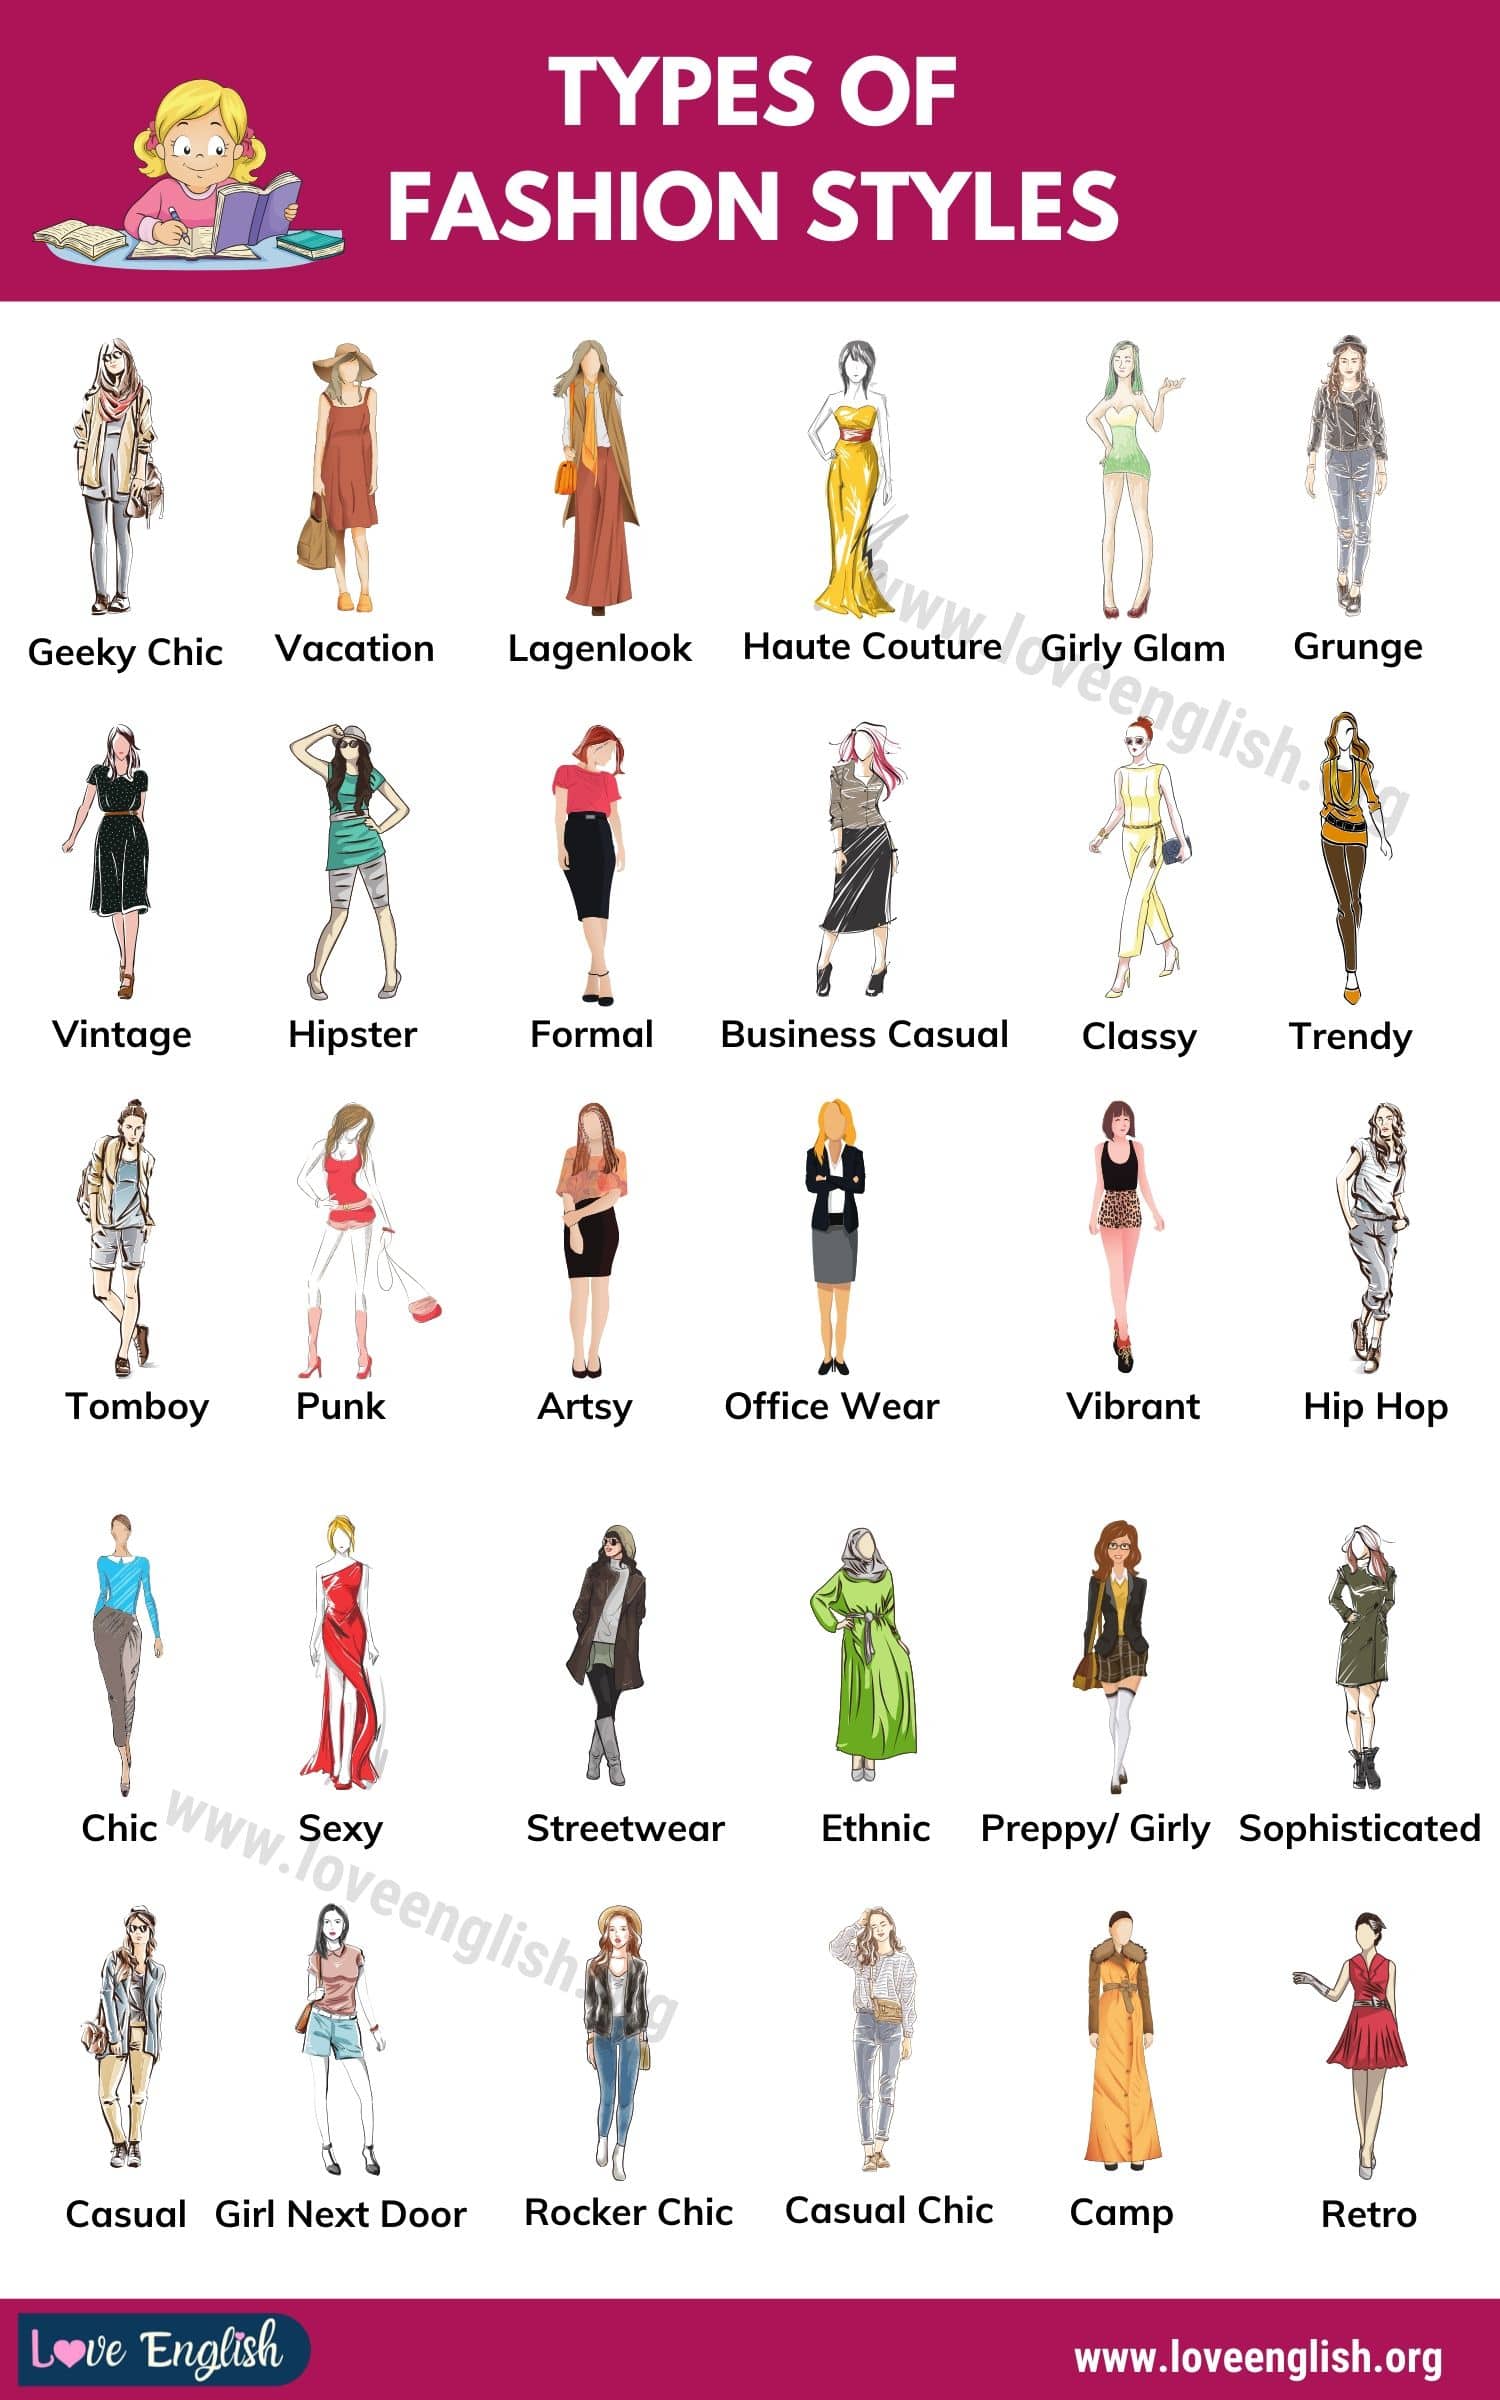 TYPES OF
FASHION STYLES
Geeky Chic
Vacation
Lagenlook
Haute Couture
Girly Glam
Grunge
www.loveenglish.org
Vintage
Hipster
Formal
Business Casual
Classy
Trendy
Tomboy
Punk
Artsy
Office Wear
Vibrant
Hip Hop
Chic
Sexy
Streetwear
Ethnic
Preppy/ Girly
Sophisticated
www.loveenglish.org
Casual
Girl Next Door
Rocker Chic
Casual Chic
Camp
Retro
Love English
www.loveenglish.org